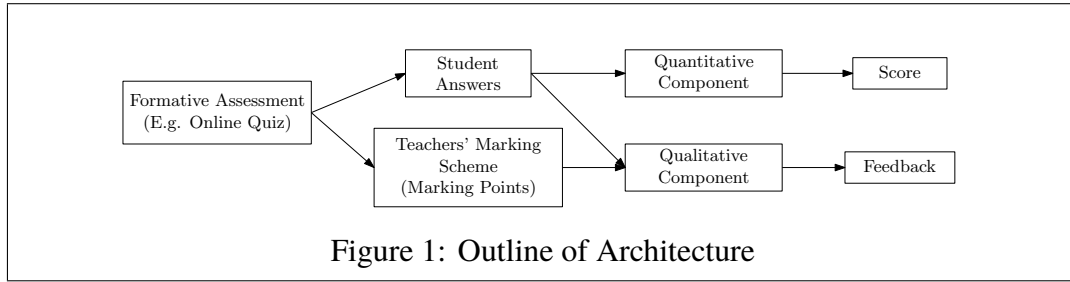 Formative Assessment
(E.g. Online Quiz)
Student
Answers
Teachers' Marking
Scheme
(Marking Points)
Quantitative
Component
Qualitative
Component
Score
Feedback
Figure 1: Outline of Architecture